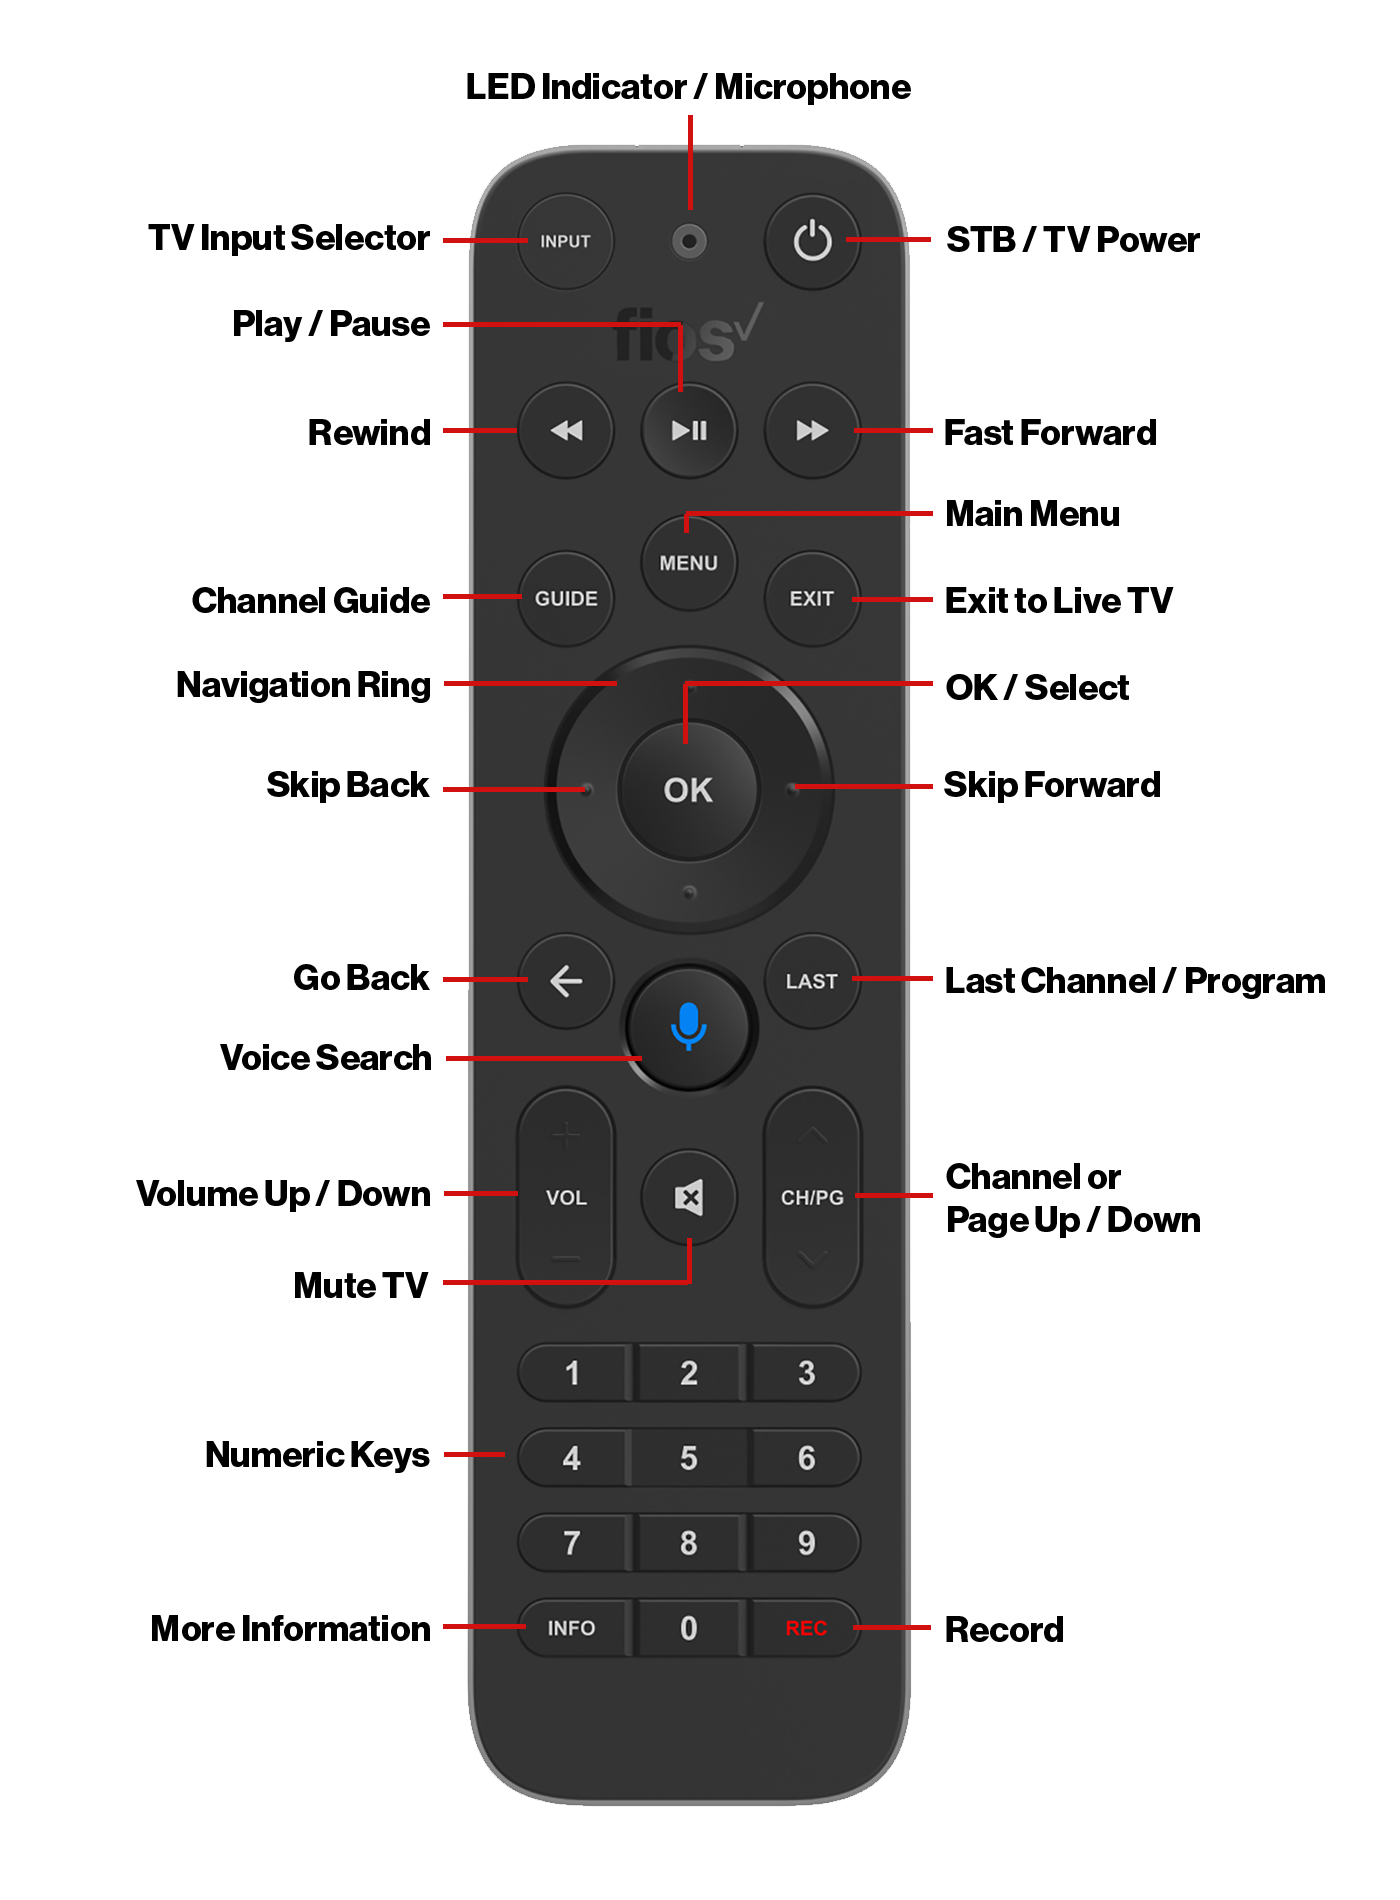 LED Indicator / Microphone
TV Input Selector
INPUT
STB / TV Power
Play / Pause
fios
Rewind
Fast Forward
Main Menu
MENU
Channel Guide
GUIDE
EXIT
Exit to Live TV
Navigation Ring
OK / Select
Skip Back
OK
Skip Forward
Go Back
LAST
Last Channel / Program
Voice Search
Volume Up / Down
VOL
CH/PG
Channel or
Page Up / Down
Mute TV
1 2 3
Numeric Keys
4 5 6
7 8 9
More Information
INFO 0 REC
Record